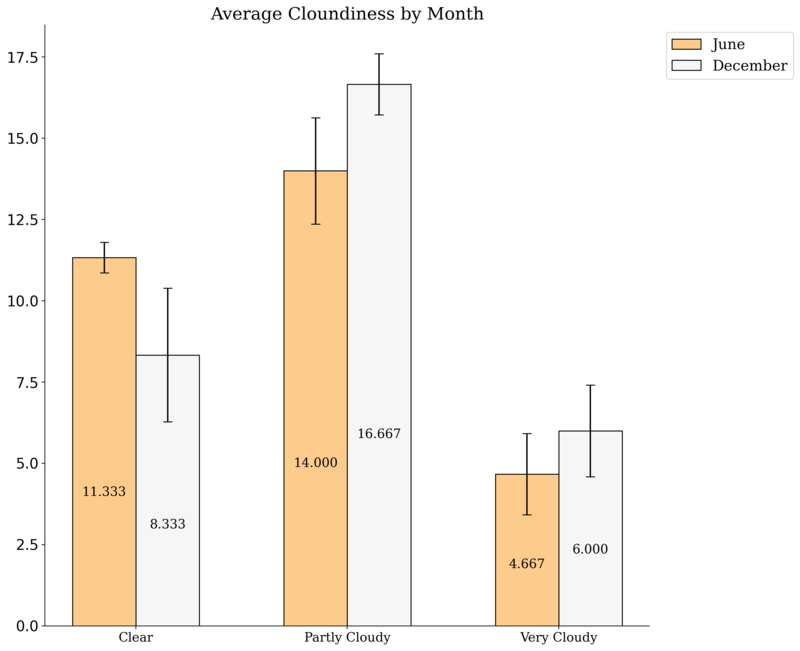 Average Cloundiness by Month
June
December
17.5
15.0
12.5
10.0
7.5
5.0
2.5
0.0
11.333
8.333
14.000
16.667
4.667
6.000
Clear
Partly Cloudy
Very Cloudy